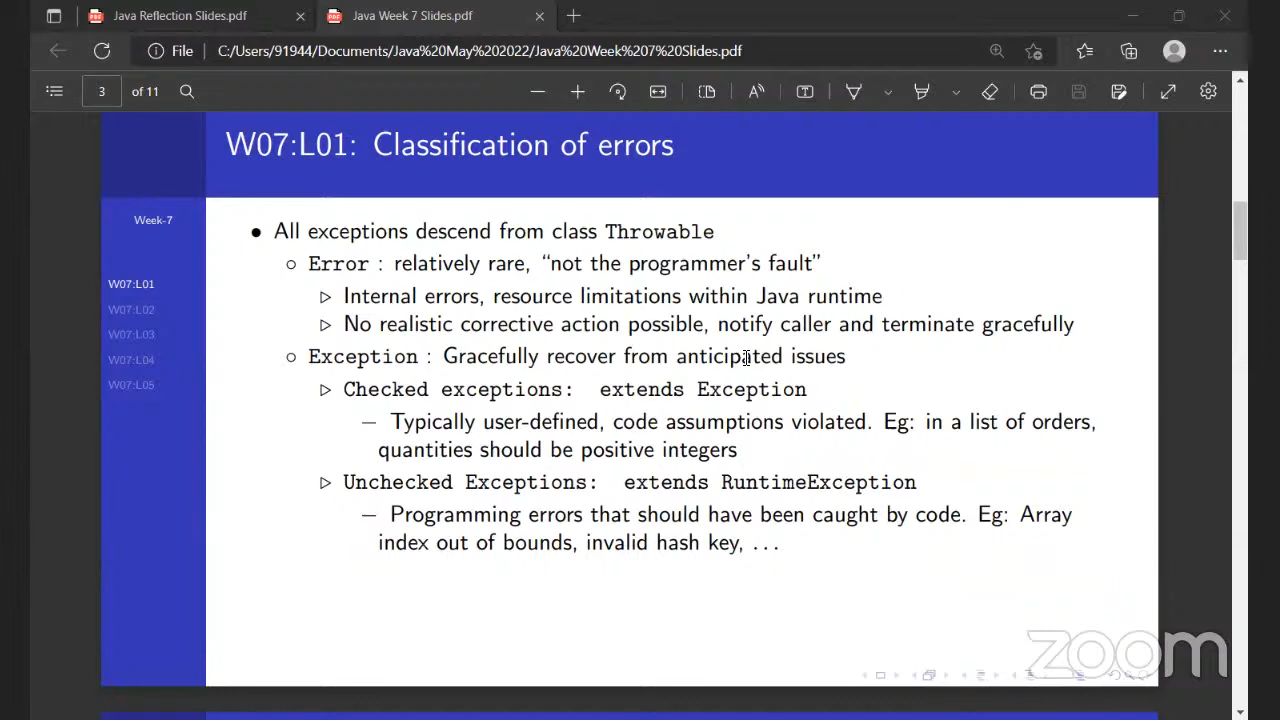 Java Reflection Slides.pdf
Java Week 7 Slides.pdf
File
C:/Users/91944/Documents/Java%20May%202022/Java%20Week%207%20Slides.pdf
3 of 11
W07:L01: Classification of errors
Week-7
W07:L01
W07:L02
W07:L03
W07:L04
W07:L05
• All exceptions descend from class Throwable
○ Error : relatively rare, “not the programmer’s fault”
▷ Internal errors, resource limitations within Java runtime
▷ No realistic corrective action possible, notify caller and terminate gracefully
○ Exception : Gracefully recover from anticipated issues
▷ Checked exceptions: extends Exception
– Typically user-defined, code assumptions violated. Eg: in a list of orders,
quantities should be positive integers
▷ Unchecked Exceptions: extends RuntimeException
– Programming errors that should have been caught by code. Eg: Array
index out of bounds, invalid hash key, ...
zoom